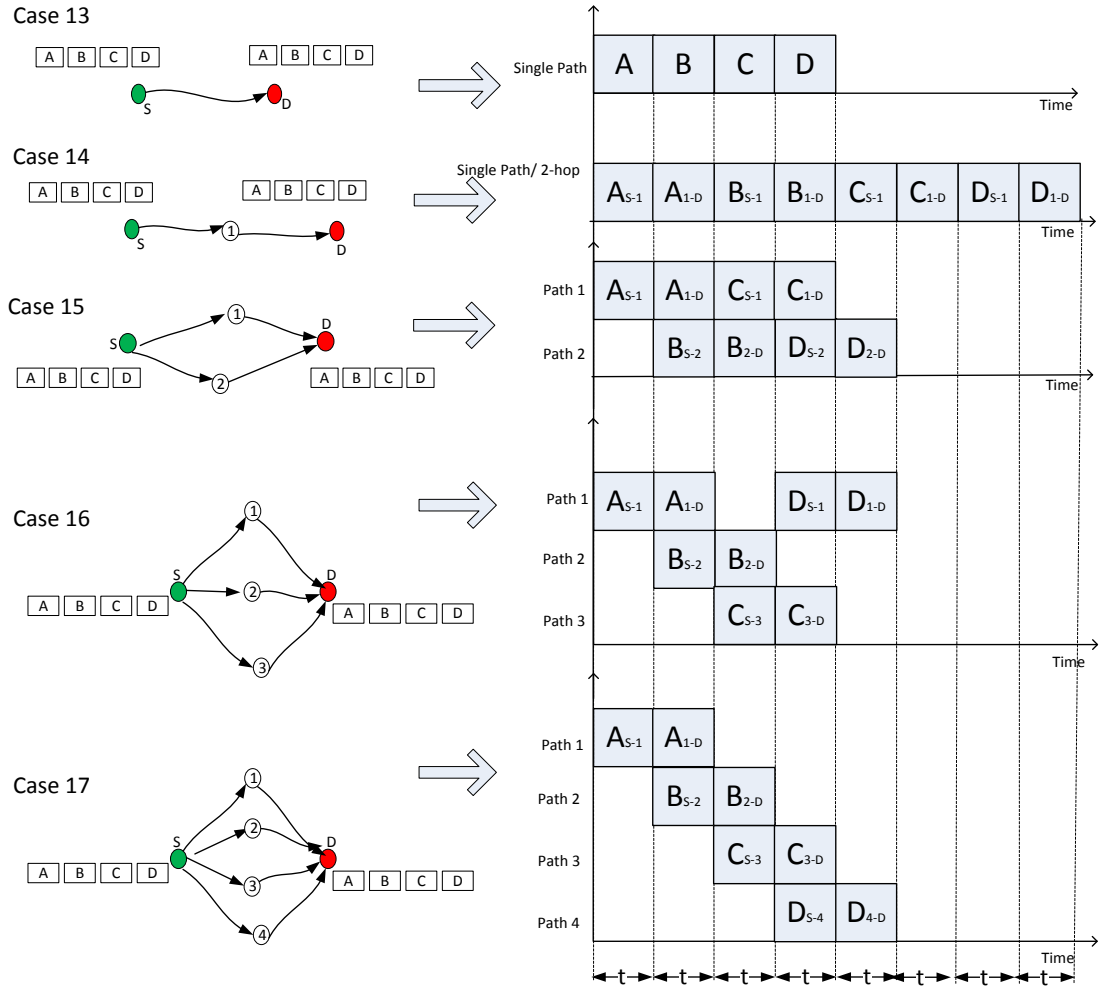 Case 13
A B C D
A B C D
S
D
Single Path
A B C D
Time
Case 14
A B C D
A B C D
S
1
D
Single Path/ 2-hop
AS-1 A1-D BS-1 B1-D CS-1 C1-D DS-1 D1-D
Time
Case 15
S
1
2
D
A B C D
A B C D
Path 1
AS-1 A1-D CS-1 C1-D
Path 2
BS-2 B2-D DS-2 D2-D
Time
Case 16
S
1
2
3
D
A B C D
A B C D
Path 1
AS-1 A1-D DS-1 D1-D
Path 2
BS-2 B2-D
Path 3
CS-3 C3-D
Time
Case 17
S
1
2
3
4
D
A B C D
A B C D
Path 1
AS-1 A1-D
Path 2
BS-2 B2-D
Path 3
CS-3 C3-D
Path 4
DS-4 D4-D
Time
t t t t t t t t